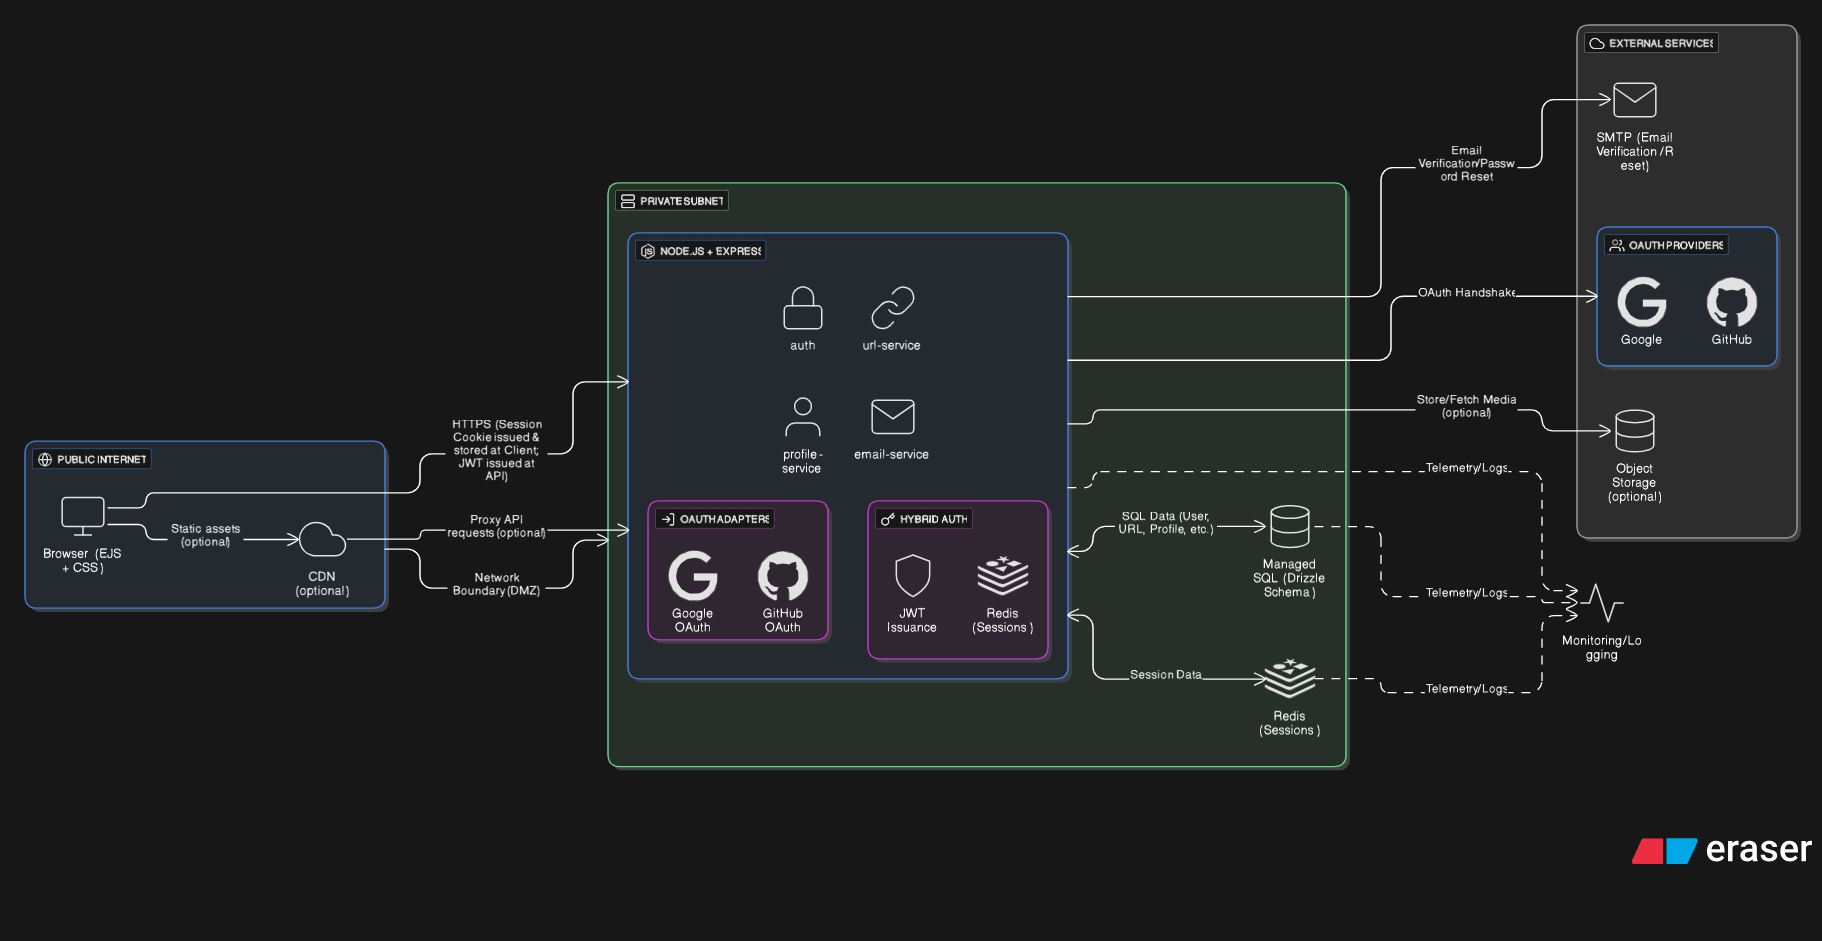 EXTERNAL SERVICES
SMTP (Email
Verification /R
eset)
Email
Verification/Passw
ord Reset
PRIVATE SUBNET
NODE.JS + EXPRESS
OAUTH PROVIDERS
auth
url-service
OAuth Handshake
Google
GitHub
profile-
service
email-service
Store/Fetch Media
(optional)
Object
Storage
(optional)
HTTPS (Session
Cookie issued &
stored at Client;
JWT issued at
API)
PUBLIC INTERNET
Browser (EJS
+ CSS)
Static assets
(optional)
CDN
(optional)
Proxy API
requests (optional)
Network
Boundary (DMZ)
OAUTH ADAPTERS
Google
OAuth
GitHub
OAuth
HYBRID AUTH
JWT
Issuance
Redis
(Sessions)
Telemetry/Logs
SQL Data (User,
URL, Profile, etc.)
Managed
SQL (Drizzle
Schema)
Telemetry/Logs
Monitoring/Lo
gging
Session Data
Redis
(Sessions)
Telemetry/Logs
eraser